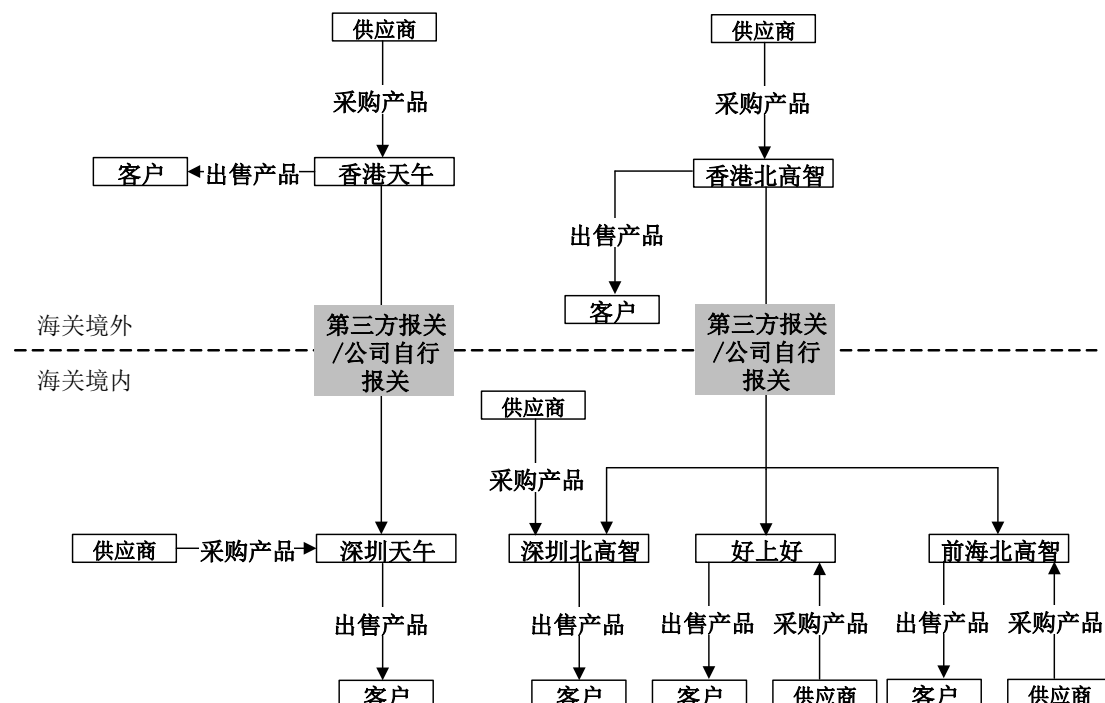 供应商
供应商
采购产品
采购产品
客户
出售产品
香港天午
香港北高智
出售产品
客户
海关境外
第三方报关
/公司自行
报关
第三方报关
/公司自行
报关
海关境内
供应商
采购产品
供应商
采购产品
深圳天午
深圳北高智
好上好
前海北高智
出售产品
出售产品
出售产品
采购产品
出售产品
采购产品
客户
客户
客户
供应商
客户
供应商